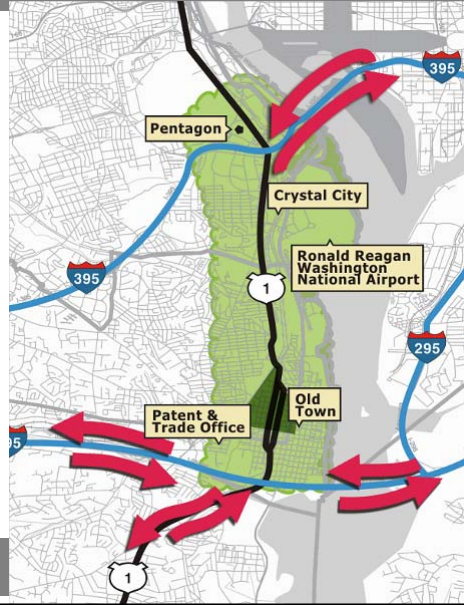 395
Pentagon
Crystal City
Ronald Reagan
Washington
National Airport
395
1
295
Old
Town
Patent &
Trade Office
95
1